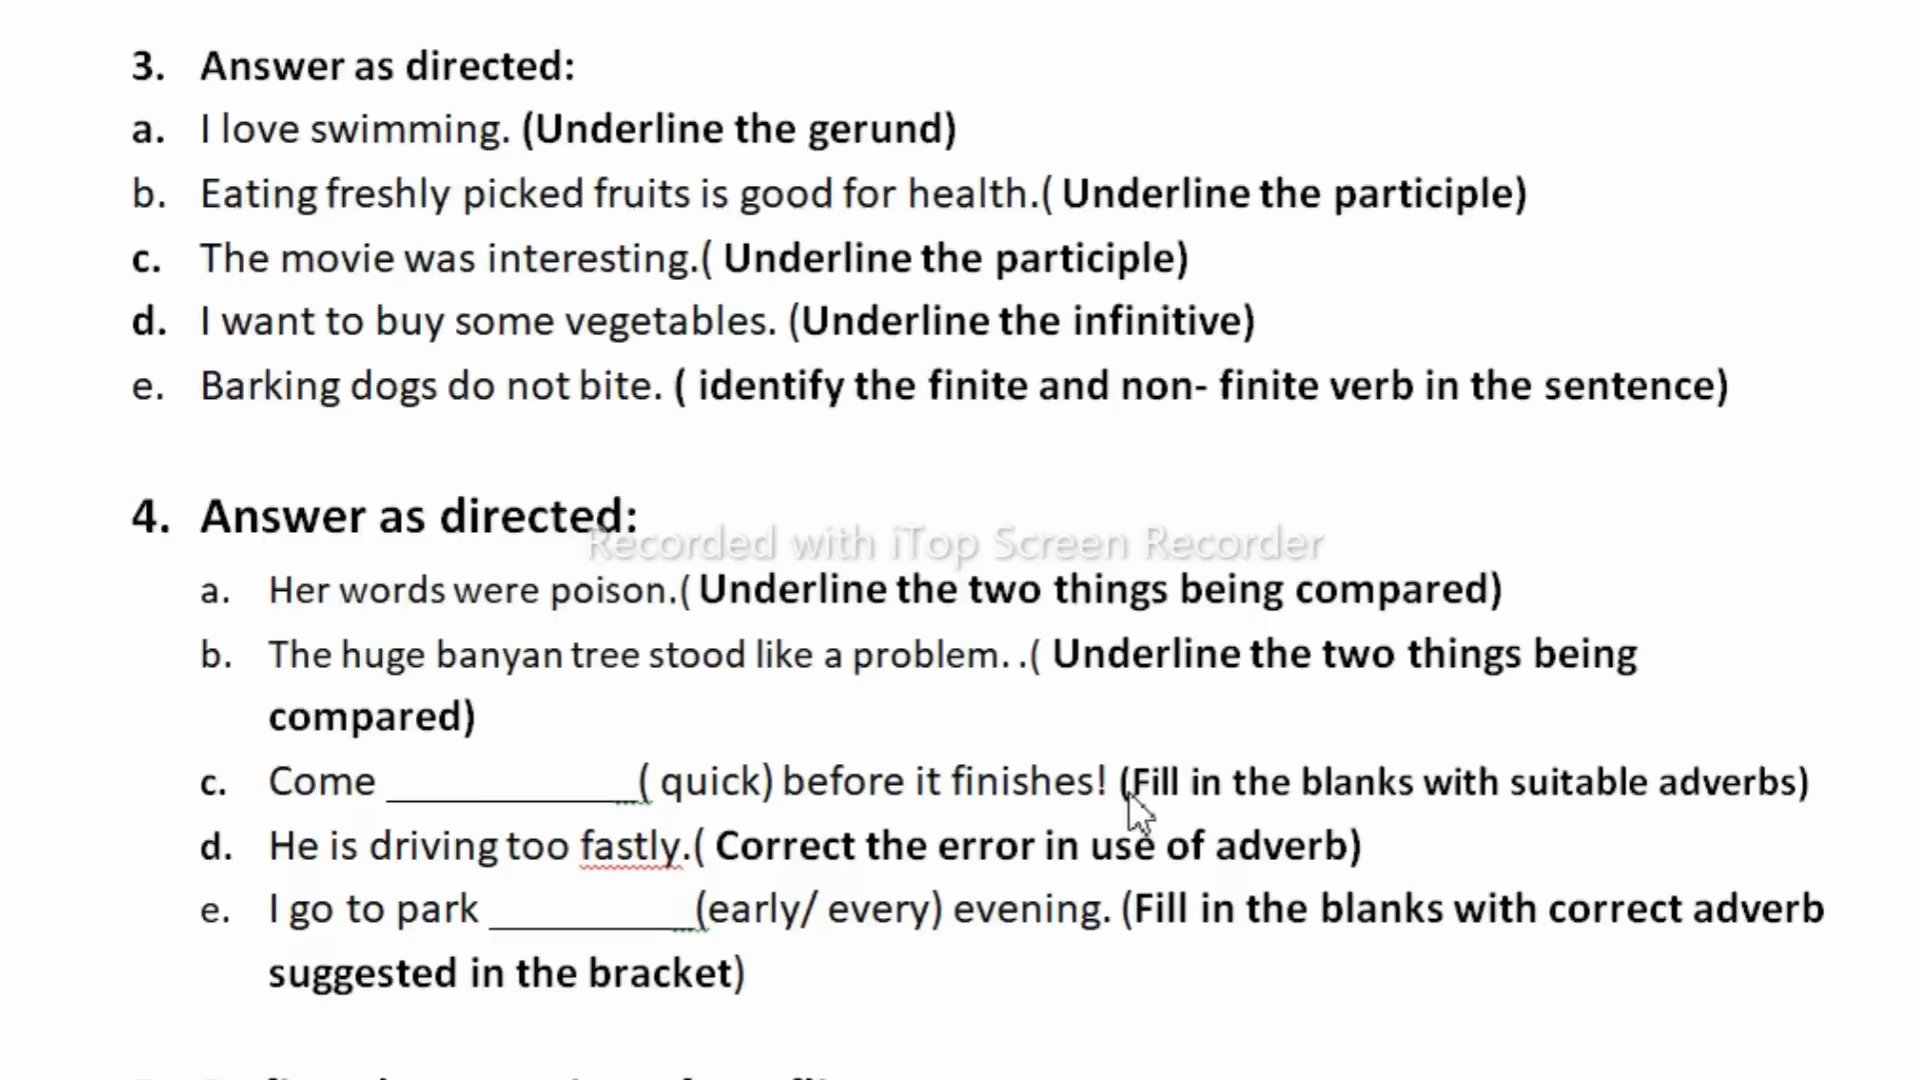 3. Answer as directed:
a. I love swimming. (Underline the gerund)
b. Eating freshly picked fruits is good for health.( Underline the participle)
c. The movie was interesting.( Underline the participle)
d. I want to buy some vegetables. (Underline the infinitive)
e. Barking dogs do not bite. ( identify the finite and non- finite verb in the sentence)
4. Answer as directed:
Recorded with iTop Screen Recorder
a. Her words were poison.( Underline the two things being compared)
b. The huge banyan tree stood like a problem. .( Underline the two things being
compared)
c. Come ___________( quick) before it finishes! (Fill in the blanks with suitable adverbs)
d. He is driving too fastly.( Correct the error in use of adverb)
e. I go to park _________(early/ every) evening. (Fill in the blanks with correct adverb
suggested in the bracket)